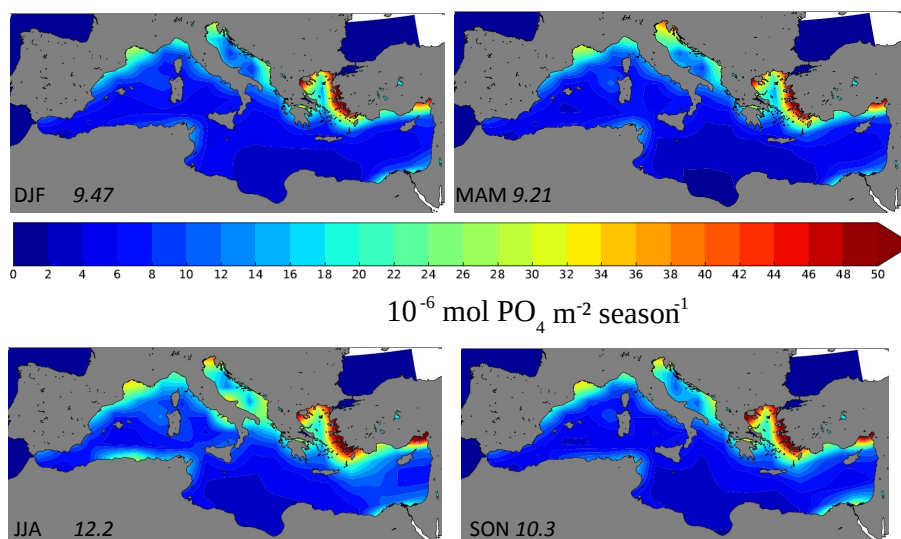 DJF 9.47
MAM 9.21
0 2 4 6 8 10 12 14 16 18 20 22 24 26 28 30 32 34 36 38 40 42 44 46 48 50
10⁻⁶ mol PO₄ m⁻² season⁻¹
JJA 12.2
SON 10.3